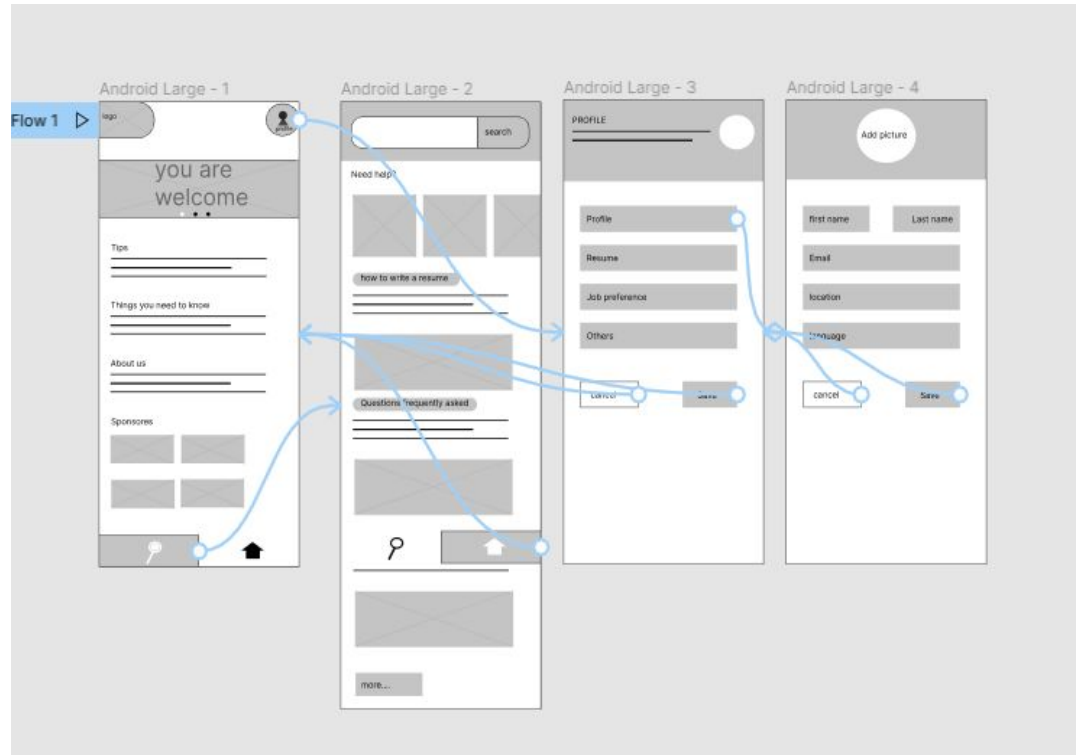 Flow 1
Android Large - 1
logo
profile
you are
welcome
Tips
Things you need to know
About us
Sponsores
Android Large - 2
search
Need help?
how to write a resume
Questions frequently asked
more....
Android Large - 3
PROFILE
Profile
Resume
Job preference
Others
cancel
Save
Android Large - 4
Add picture
first name
Last name
Email
location
language
cancel
Save